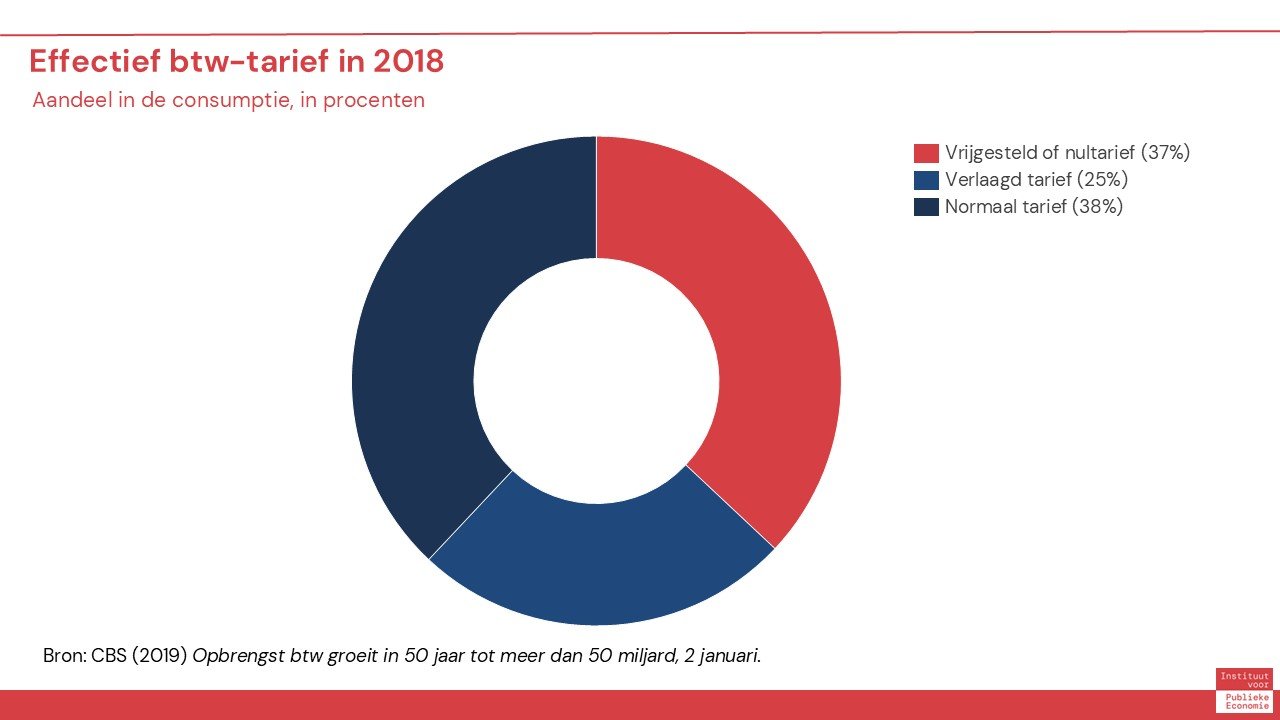 Effectief btw-tarief in 2018
Aandeel in de consumptie, in procenten
Vrijgesteld of nultarief (37%)
Verlaagd tarief (25%)
Normaal tarief (38%)
Bron: CBS (2019) Opbrengst btw groeit in 50 jaar tot meer dan 50 miljard, 2 januari.
Instituut
voor
Publieke
Economie